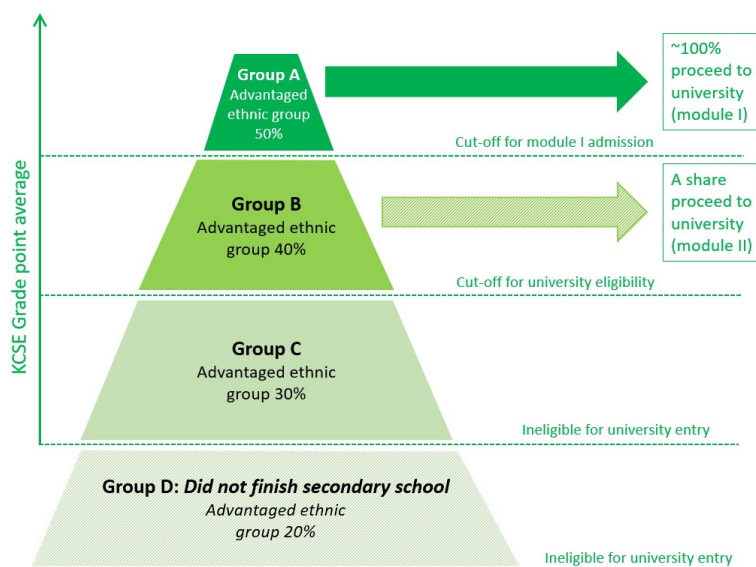 KCSE Grade point average
Group A
Advantaged
ethnic group
50%
~100%
proceed to
university
(module I)
Cut-off for module I admission
Group B
Advantaged ethnic
group 40%
A share
proceed to
university
(module II)
Cut-off for university eligibility
Group C
Advantaged ethnic
group 30%
Ineligible for university entry
Group D: Did not finish secondary school
Advantaged ethnic
group 20%
Ineligible for university entry